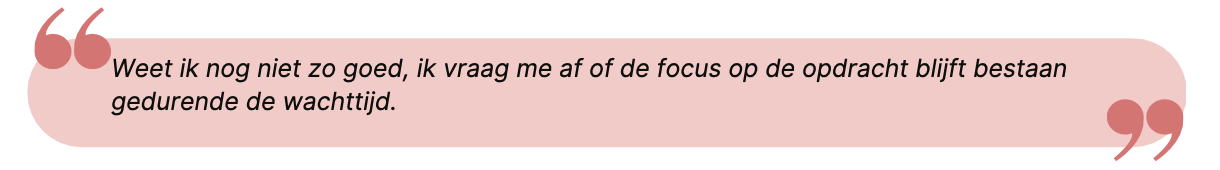 “
Weet ik nog niet zo goed, ik vraag me af of de focus op de opdracht blijft bestaan
gedurende de wachttijd.
”